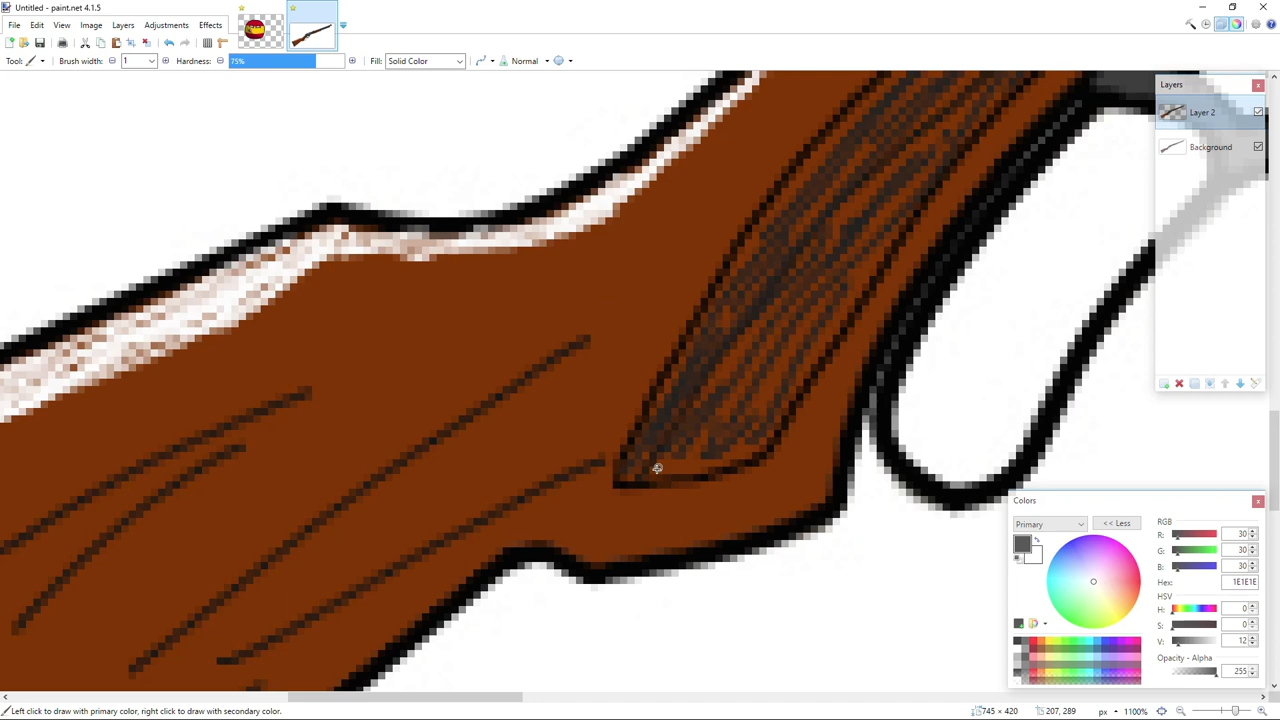 Untitled - paint.net 4.1.5
File Edit View Image Layers Adjustments Effects
Tool: Brush width: 1 Hardness: 75% Fill: Solid Color Normal
Layers
Layer 2
Background
Colors
Primary << Less
RGB
R: 30
G: 30
B: 30
Hex: 1E1E1E
HSV
H: 0
S: 0
V: 12
Opacity - Alpha
255
Left click to draw with primary color, right click to draw with secondary color. 745 × 420 207, 289 px 1100%